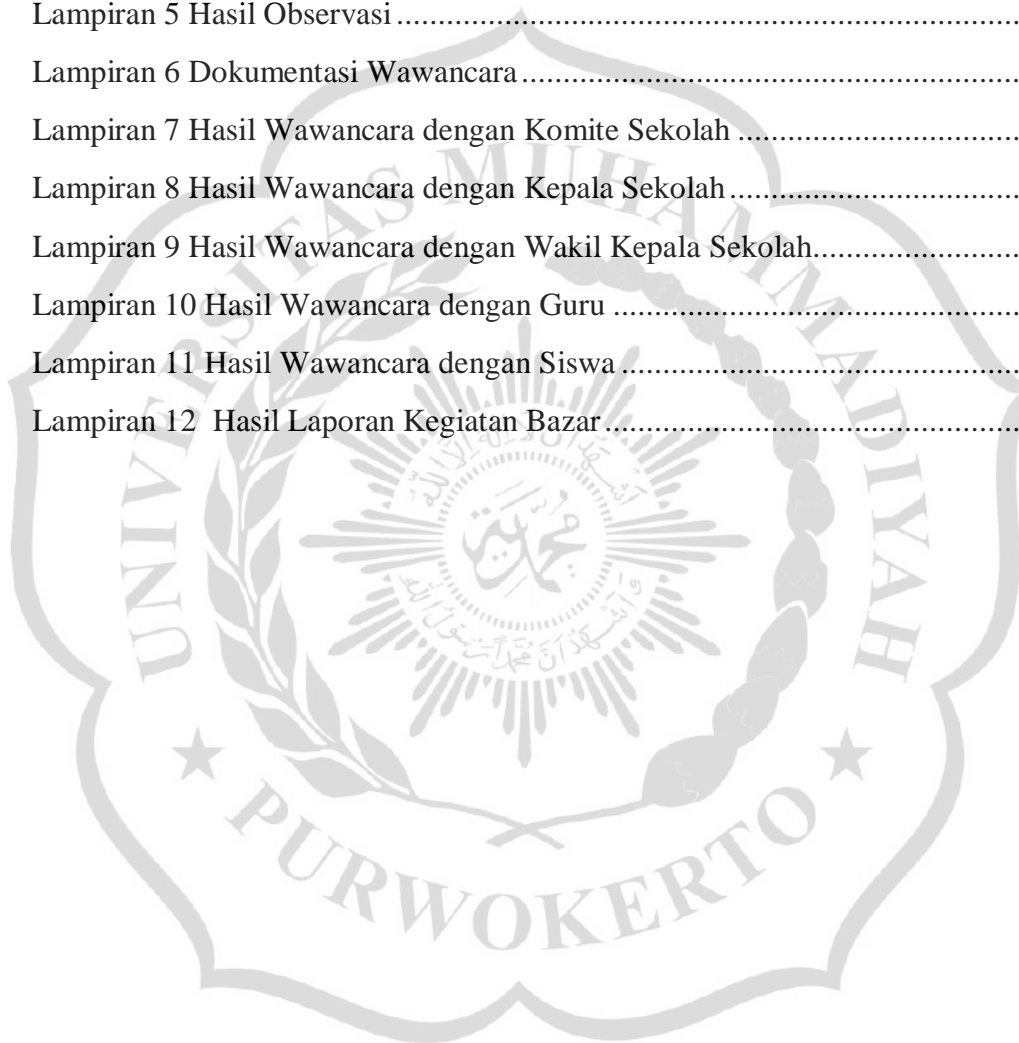 Lampiran 5 Hasil Observasi ................................................................................
Lampiran 6 Dokumentasi Wawancara ............................................................
Lampiran 7 Hasil Wawancara dengan Komite Sekolah ..................................
Lampiran 8 Hasil Wawancara dengan Kepala Sekolah ...................................
Lampiran 9 Hasil Wawancara dengan Wakil Kepala Sekolah.........................
Lampiran 10 Hasil Wawancara dengan Guru .................................................
Lampiran 11 Hasil Wawancara dengan Siswa ................................................
Lampiran 12  Hasil Laporan Kegiatan Bazar..................................................
UNIVERSITAS MUHAMMADIYAH
PURWOKERTO